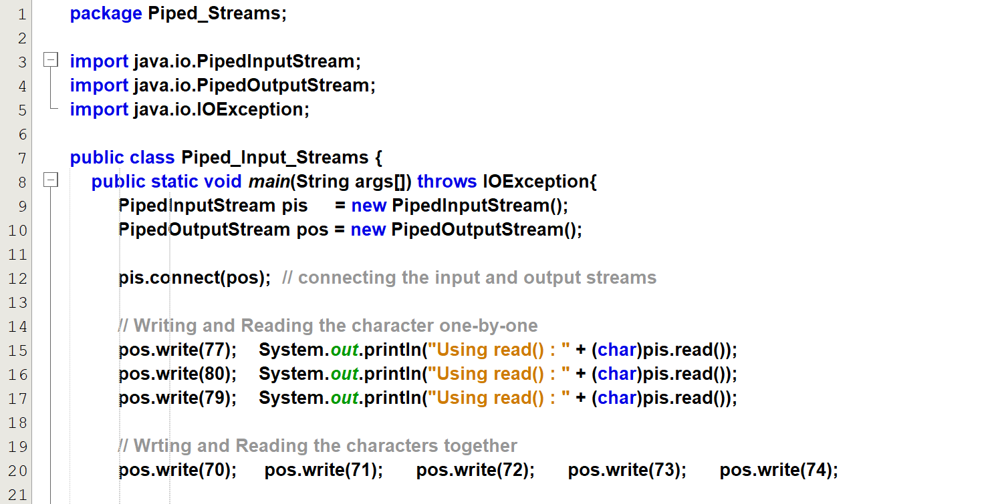 1 package Piped_Streams;
2
3 import java.io.PipedInputStream;
4 import java.io.PipedOutputStream;
5 import java.io.IOException;
6
7 public class Piped_Input_Streams {
8 public static void main(String args[]) throws IOException{
9 PipedInputStream pis = new PipedInputStream();
10 PipedOutputStream pos = new PipedOutputStream();
11
12 pis.connect(pos); // connecting the input and output streams
13
14 // Writing and Reading the character one-by-one
15 pos.write(77); System.out.println("Using read() : " + (char)pis.read());
16 pos.write(80); System.out.println("Using read() : " + (char)pis.read());
17 pos.write(79); System.out.println("Using read() : " + (char)pis.read());
18
19 // Wrting and Reading the characters together
20 pos.write(70); pos.write(71); pos.write(72); pos.write(73); pos.write(74);
21